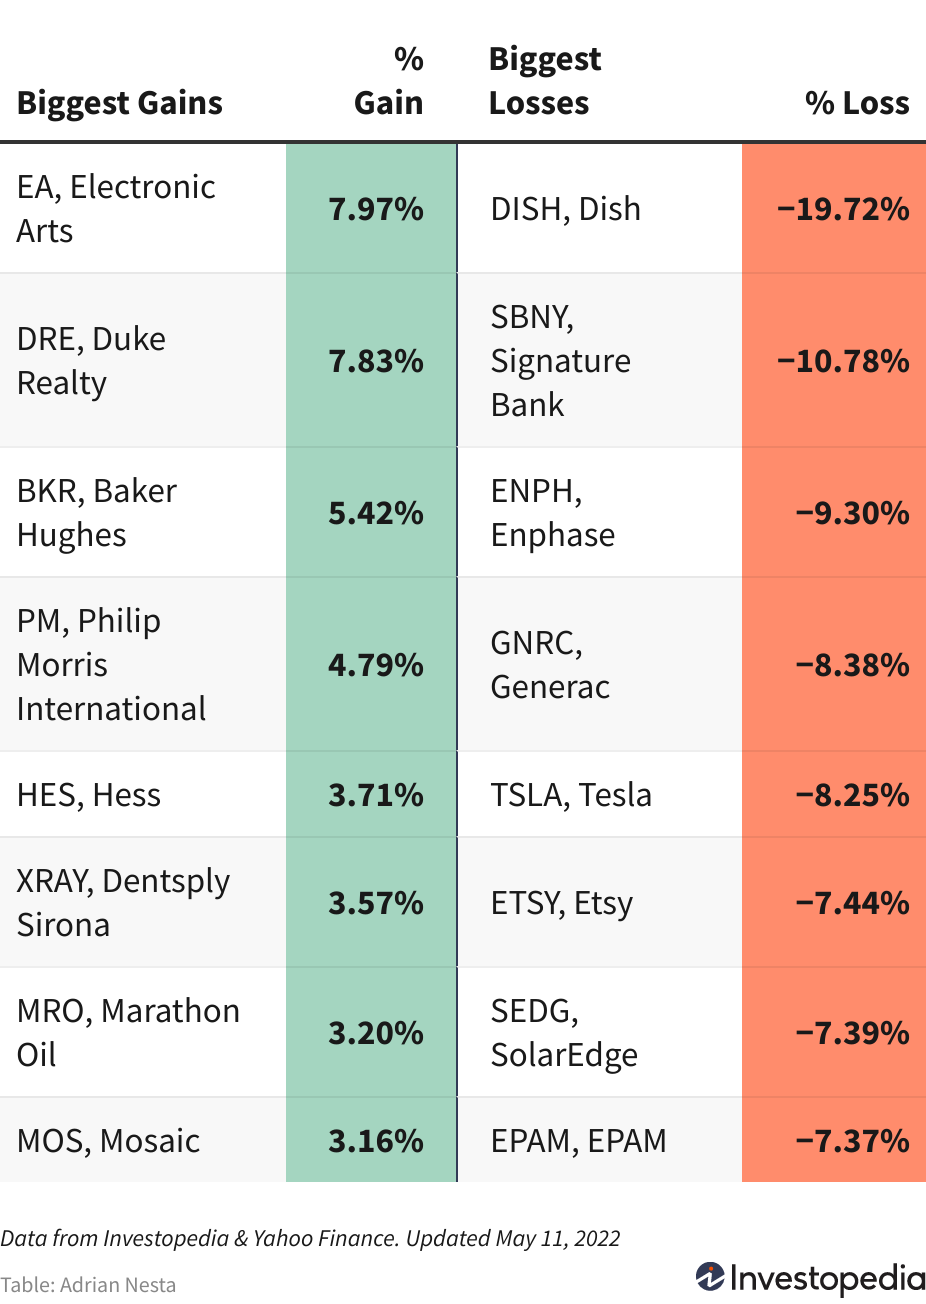 Biggest Gains
%
Gain
Biggest
Losses
% Loss
EA, Electronic
Arts
7.97%
DISH, Dish
−19.72%
DRE, Duke
Realty
7.83%
SBNY,
Signature
Bank
−10.78%
BKR, Baker
Hughes
5.42%
ENPH,
Enphase
−9.30%
PM, Philip
Morris
International
4.79%
GNRC,
Generac
−8.38%
HES, Hess
3.71%
TSLA, Tesla
−8.25%
XRAY, Dentsply
Sirona
3.57%
ETSY, Etsy
−7.44%
MRO, Marathon
Oil
3.20%
SEDG,
SolarEdge
−7.39%
MOS, Mosaic
3.16%
EPAM, EPAM
−7.37%
Data from Investopedia & Yahoo Finance. Updated May 11, 2022
Table: Adrian Nesta
Investopedia